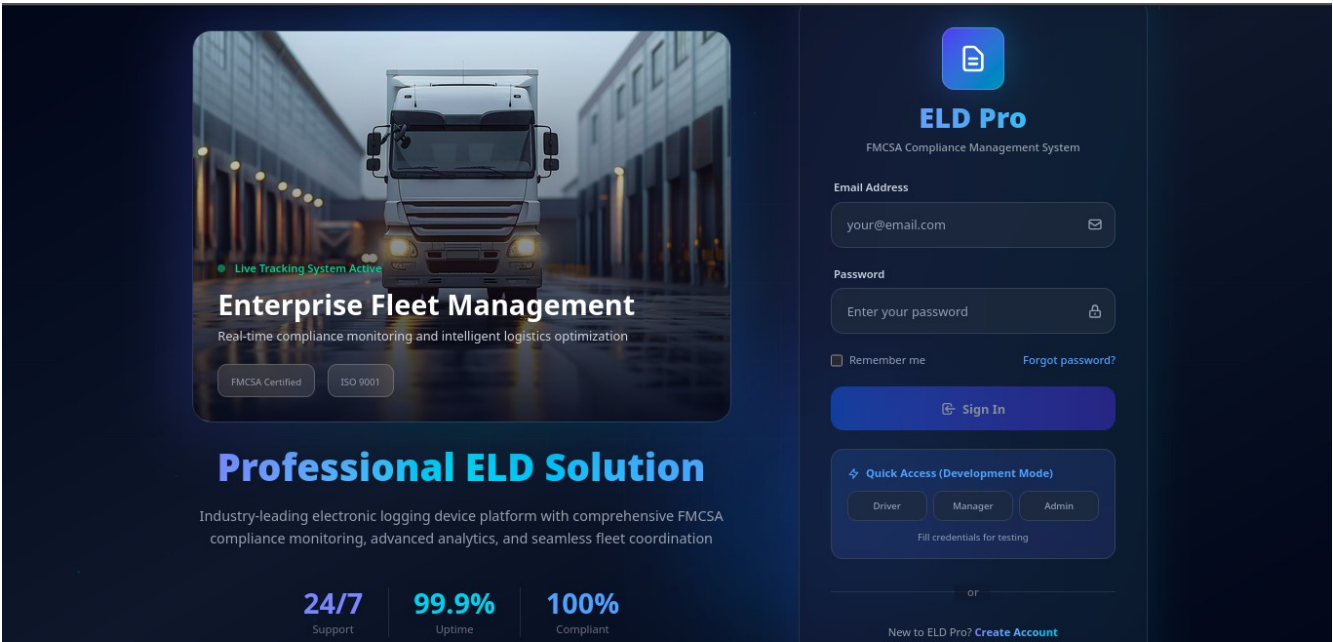 Live Tracking System Active
Enterprise Fleet Management
Real-time compliance monitoring and intelligent logistics optimization
FMCSA Certified
ISO 9001
Professional ELD Solution
Industry-leading electronic logging device platform with comprehensive FMCSA
compliance monitoring, advanced analytics, and seamless fleet coordination
24/7
Support
99.9%
Uptime
100%
Compliant
ELD Pro
FMCSA Compliance Management System
Email Address
your@email.com
Password
Enter your password
Remember me
Forgot password?
Sign In
Quick Access (Development Mode)
Driver
Manager
Admin
Fill credentials for testing
or
New to ELD Pro? Create Account